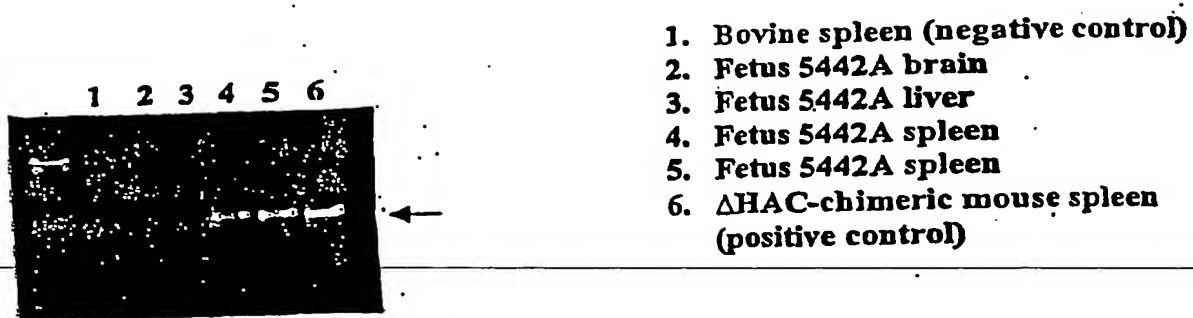 1 2 3 4 5 6
1. Bovine spleen (negative control)
2. Fetus 5442A brain
3. Fetus 5442A liver
4. Fetus 5442A spleen
5. Fetus 5442A spleen
6. ΔHAC-chimeric mouse spleen
(positive control)